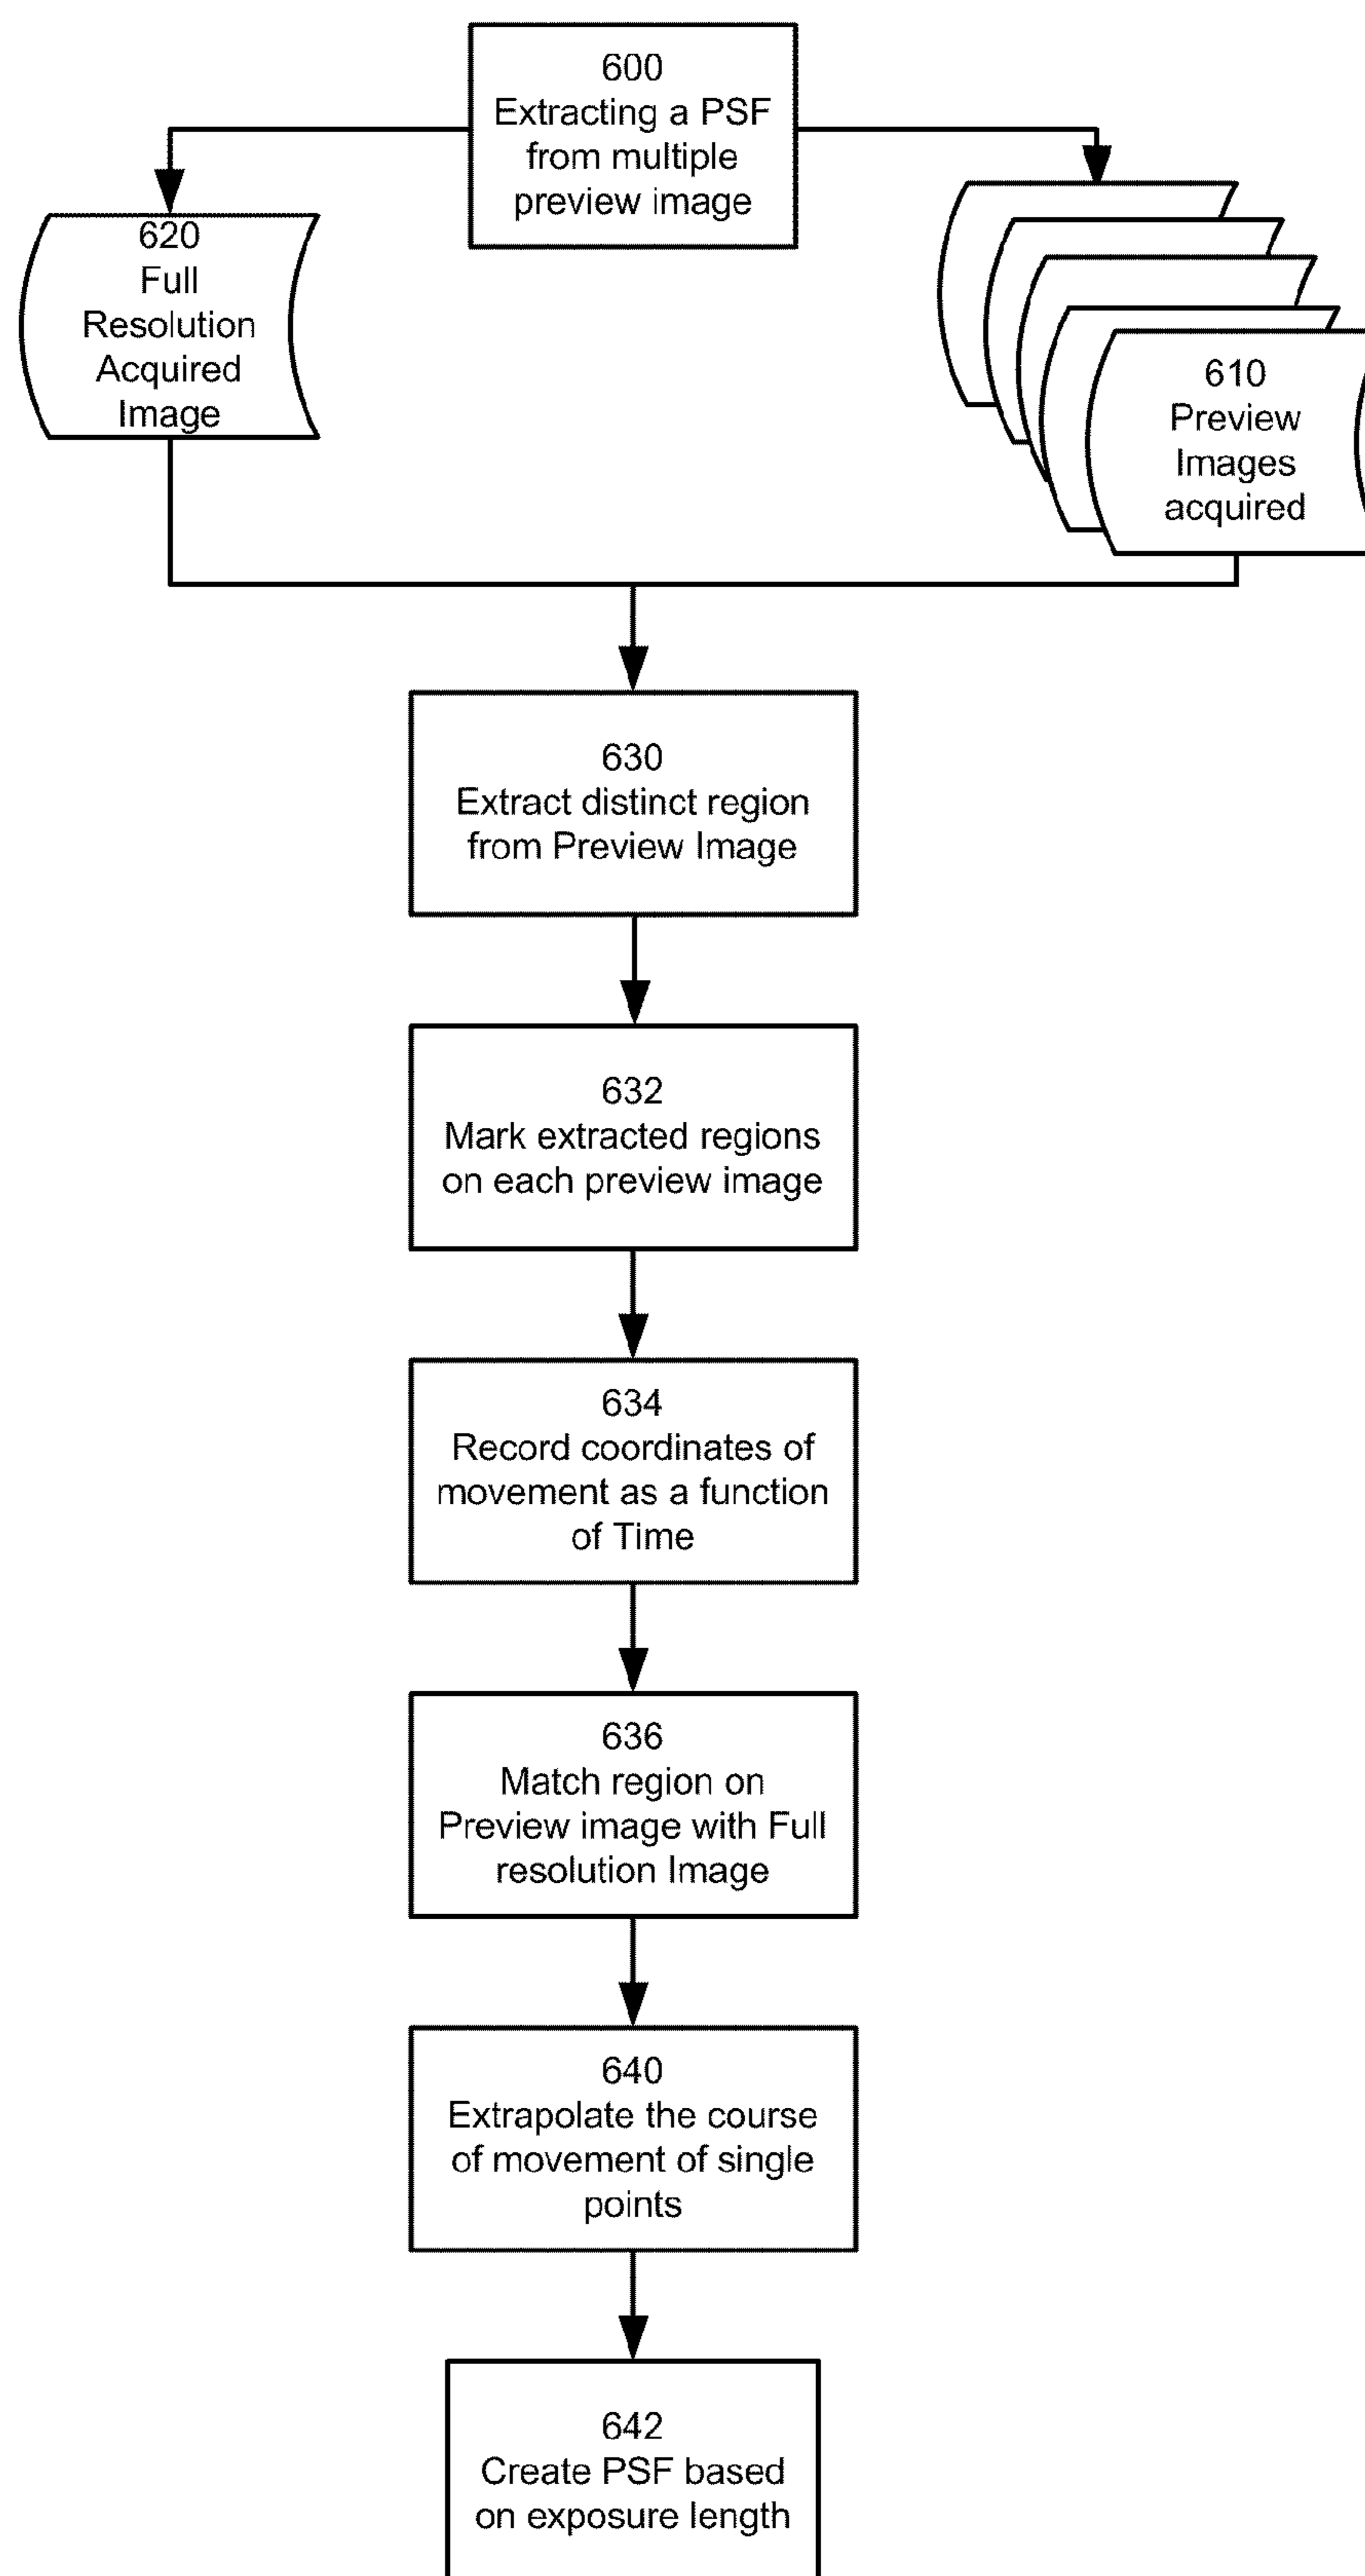 600
Extracting a PSF
from multiple
preview image
620
Full
Resolution
Acquired
Image
610
Preview
Images
acquired
630
Extract distinct region
from Preview Image
632
Mark extracted regions
on each preview image
634
Record coordinates of
movement as a function
of Time
636
Match region on
Preview image with Full
resolution Image
640
Extrapolate the course
of movement of single
points
642
Create PSF based
on exposure length